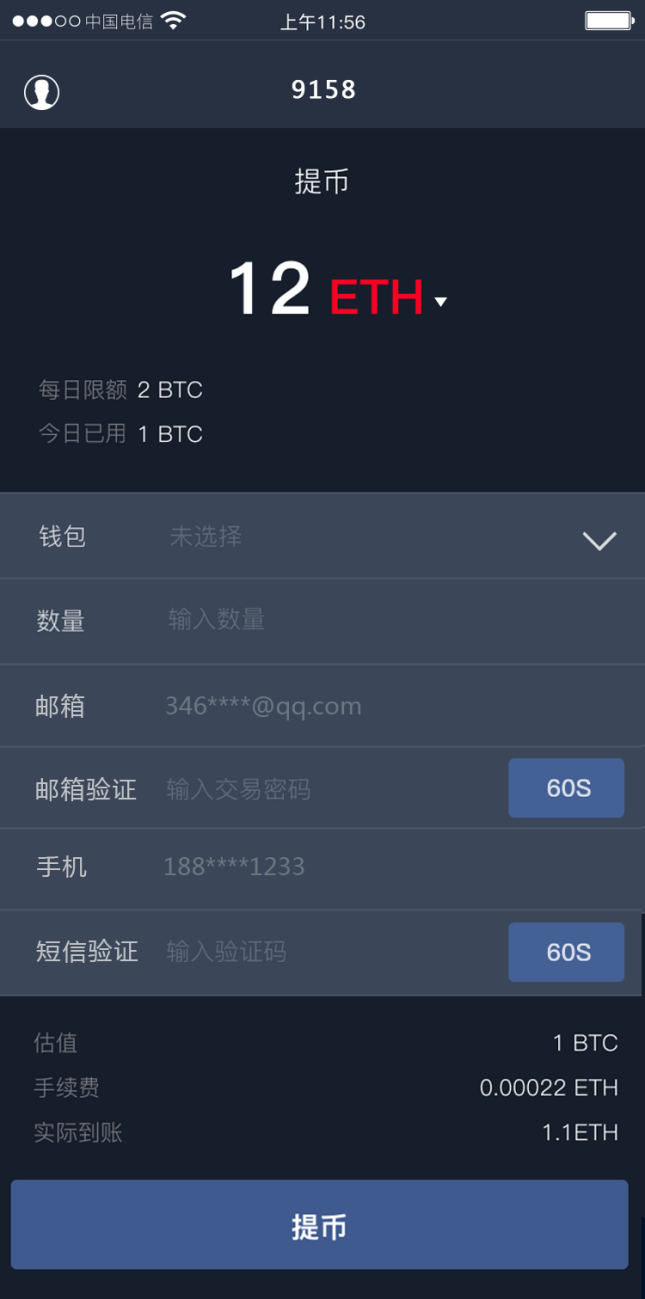 中国电信 上午11:56
9158
提币
12 ETH
每日限额 2 BTC
今日已用 1 BTC
钱包 未选择
数量 输入数量
邮箱 346****@qq.com
邮箱验证 输入交易密码 60S
手机 188****1233
短信验证 输入验证码 60S
估值 1 BTC
手续费 0.00022 ETH
实际到账 1.1ETH
提币